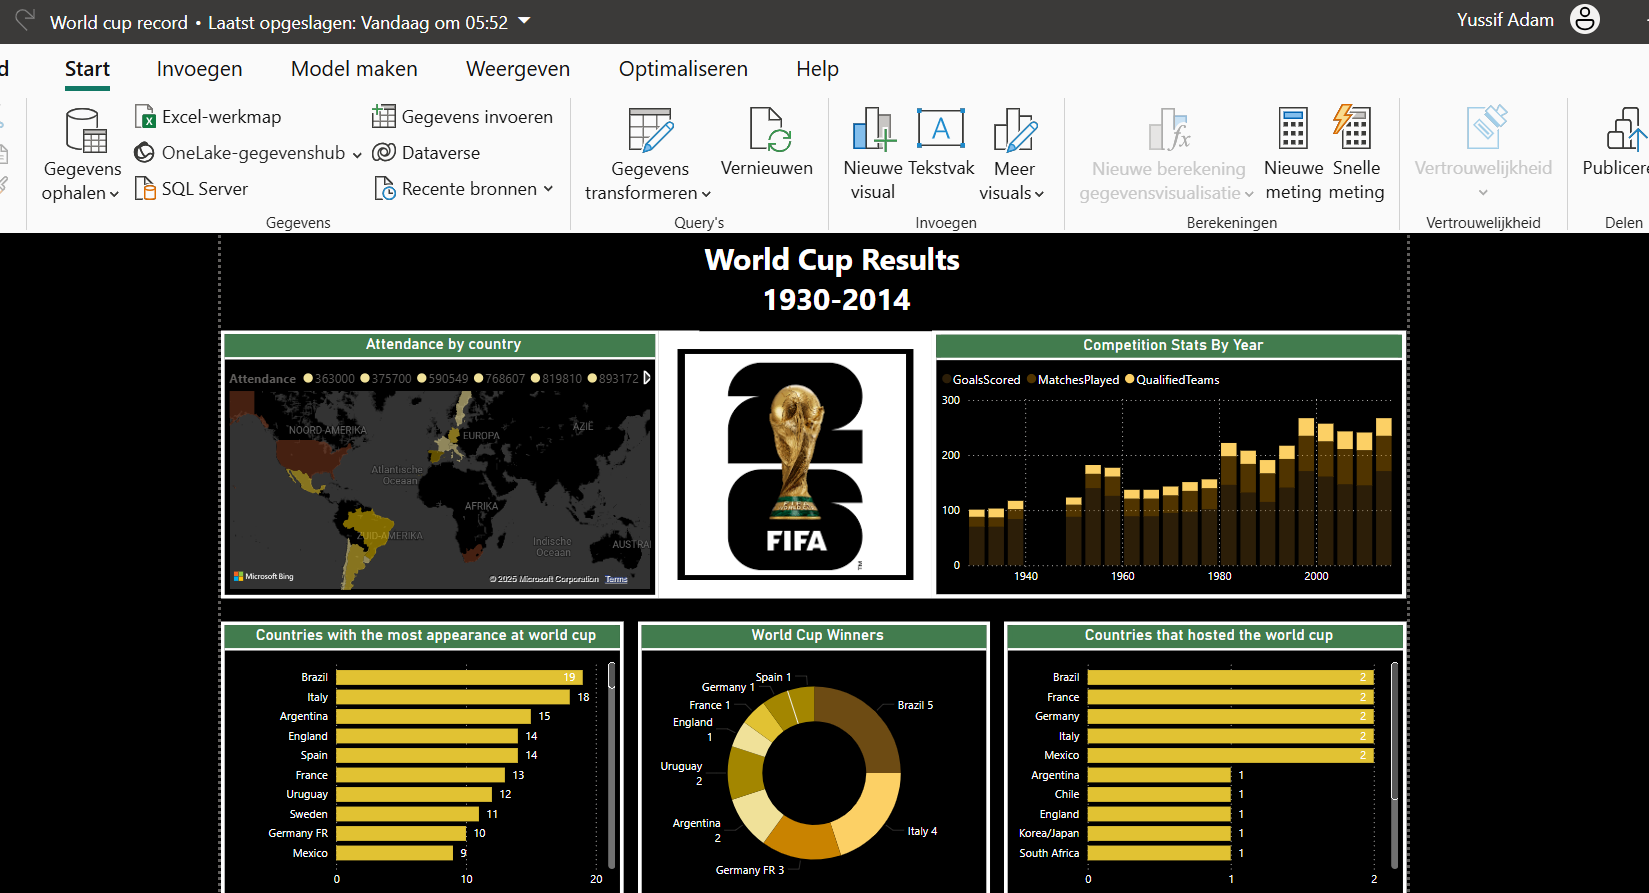 World cup record • Laatst opgeslagen: Vandaag om 05:52
Yussif Adam
Start Invoegen Model maken Weergeven Optimaliseren Help
Gegevens ophalen
Excel-werkmap
OneLake-gegevenshub
SQL Server
Gegevens invoeren
Dataverse
Recente bronnen
Gegevens
Gegevens transformeren
Vernieuwen
Query's
Nieuwe visual
Tekstvak
Meer visuals
Invoegen
Nieuwe berekening gegevensvisualisatie
Nieuwe meting
Snelle meting
Berekeningen
Vertrouwelijkheid
Vertrouwelijkheid
Delen
World Cup Results
1930-2014
Attendance by country
Attendance 363000 375700 590549 768607 819810 893172
NOORD-AMERIKA
EUROPA
AZIË
Atlantische Oceaan
AFRIKA
ZUID-AMERIKA
Indische Oceaan
Microsoft Bing
© 2025 Microsoft Corporation Terms
FIFA
TM
Competition Stats By Year
GoalsScored MatchesPlayed QualifiedTeams
300
200
100
0
1940 1960 1980 2000
Countries with the most appearance at world cup
Brazil 19
Italy 18
Argentina 15
England 14
Spain 14
France 13
Uruguay 12
Sweden 11
Germany FR 10
Mexico 9
0 10 20
World Cup Winners
Spain 1
Germany 1
France 1
England 1
Uruguay 2
Argentina 2
Germany FR 3
Italy 4
Brazil 5
Countries that hosted the world cup
Brazil 2
France 2
Germany 2
Italy 2
Mexico 2
Argentina 1
Chile 1
England 1
Korea/Japan 1
South Africa 1
0 1 2